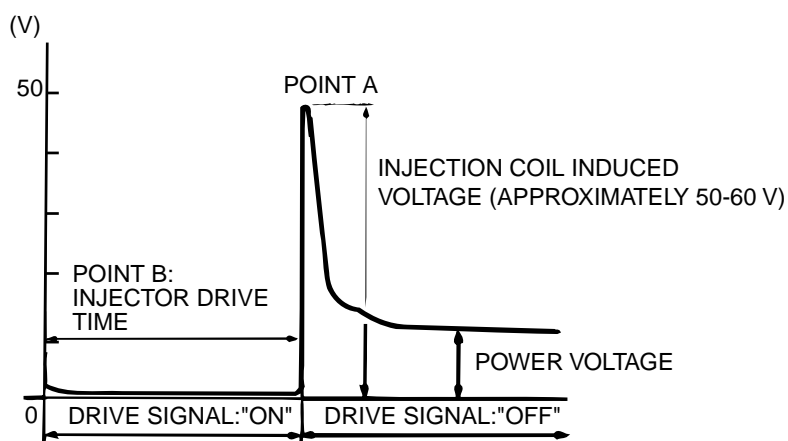 (V)
50
POINT A
INJECTION COIL INDUCED
VOLTAGE (APPROXIMATELY 50-60 V)
POINT B:
INJECTOR DRIVE
TIME
POWER VOLTAGE
0
DRIVE SIGNAL:"ON"
DRIVE SIGNAL:"OFF"